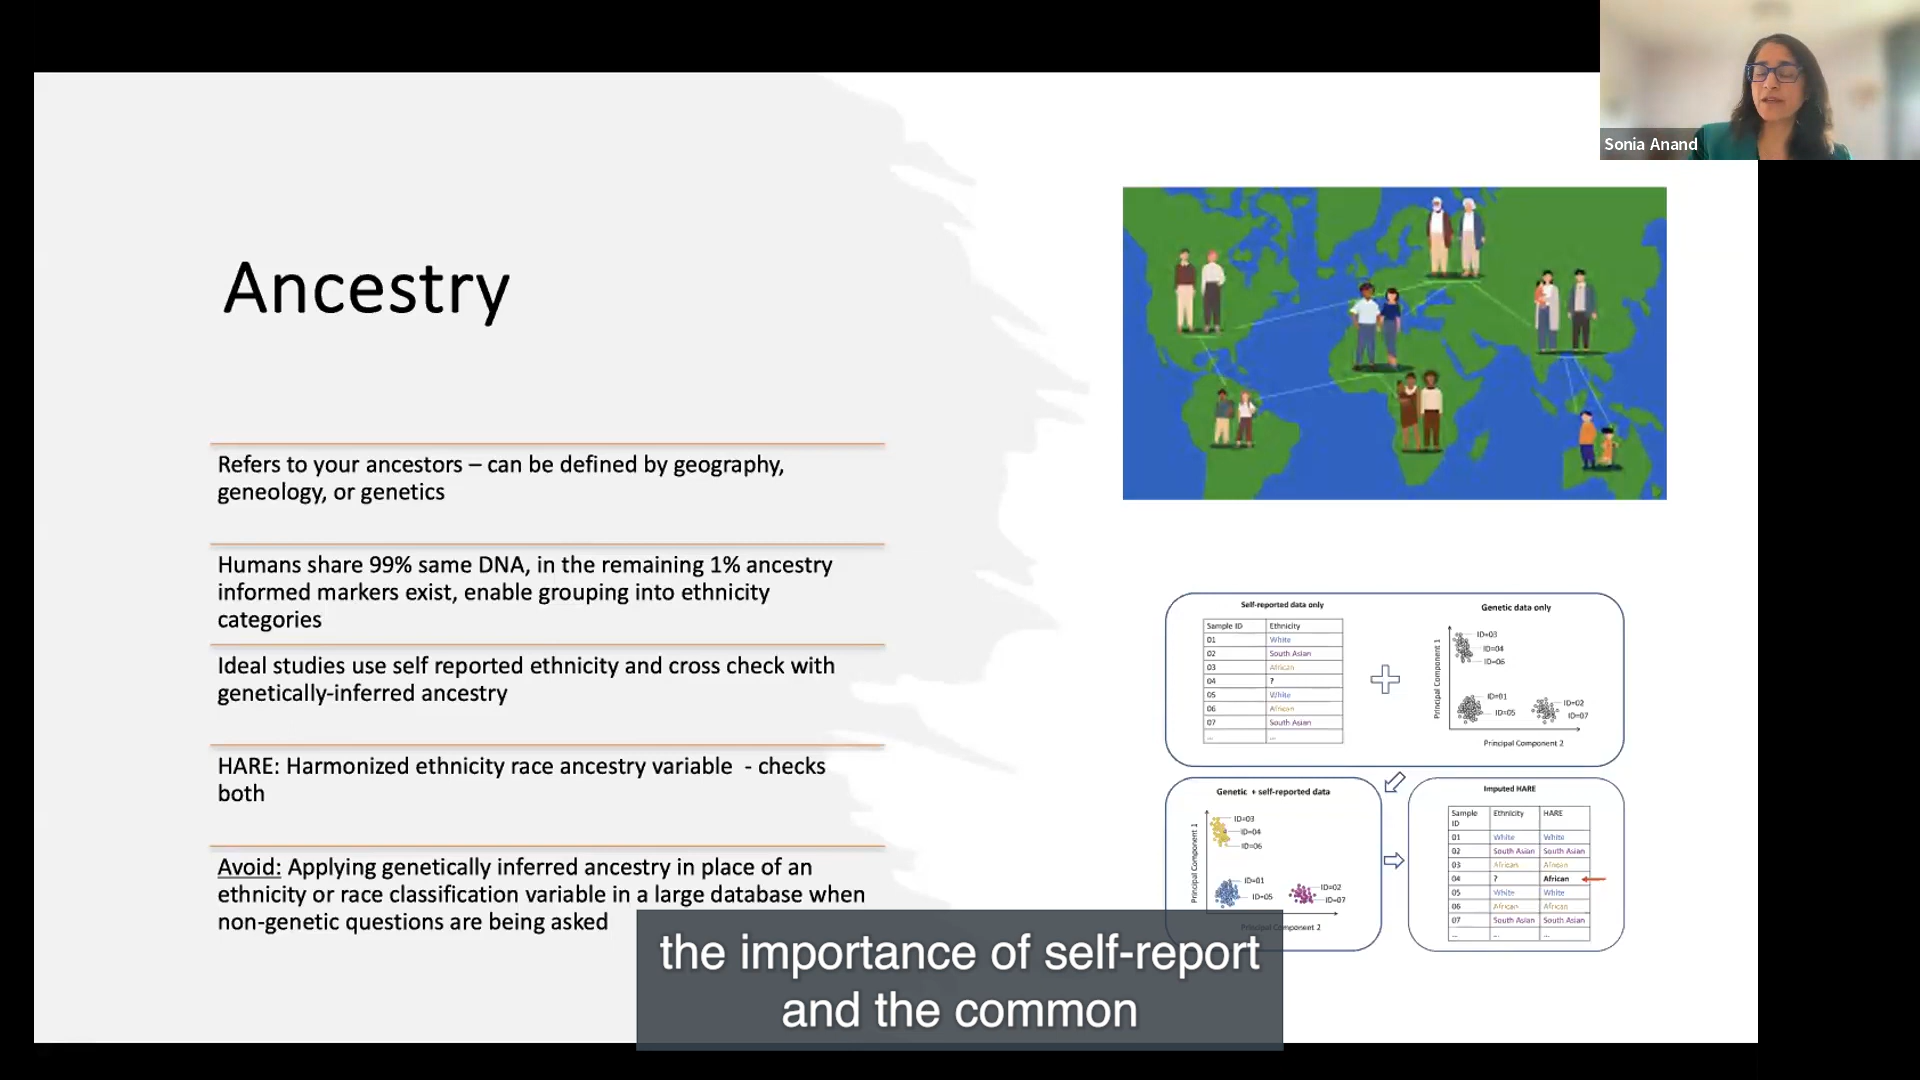 Sonia Anand
Ancestry
Refers to your ancestors – can be defined by geography,
geneology, or genetics
Humans share 99% same DNA, in the remaining 1% ancestry
informed markers exist, enable grouping into ethnicity
categories
Ideal studies use self reported ethnicity and cross check with
genetically-inferred ancestry
HARE: Harmonized ethnicity race ancestry variable - checks
both
Avoid: Applying genetically inferred ancestry in place of an
ethnicity or race classification variable in a large database when
non-genetic questions are being asked
Self-reported data only
Sample ID Ethnicity
01 White
02 South Asian
03 African
04 ?
05 White
06 African
07 South Asian
... ...
Genetic data only
Principal Component 1
ID=03
ID=04
ID=06
ID=01
ID=05
ID=02
ID=07
Principal Component 2
Genetic + self-reported data
Principal Component 1
ID=03
ID=04
ID=06
ID=01
ID=05
ID=02
ID=07
Principal Component 2
Imputed HARE
Sample ID Ethnicity HARE
01 White White
02 South Asian South Asian
03 African African
04 ? African
05 White White
06 African African
07 South Asian South Asian
... ... ...
the importance of self-report
and the common